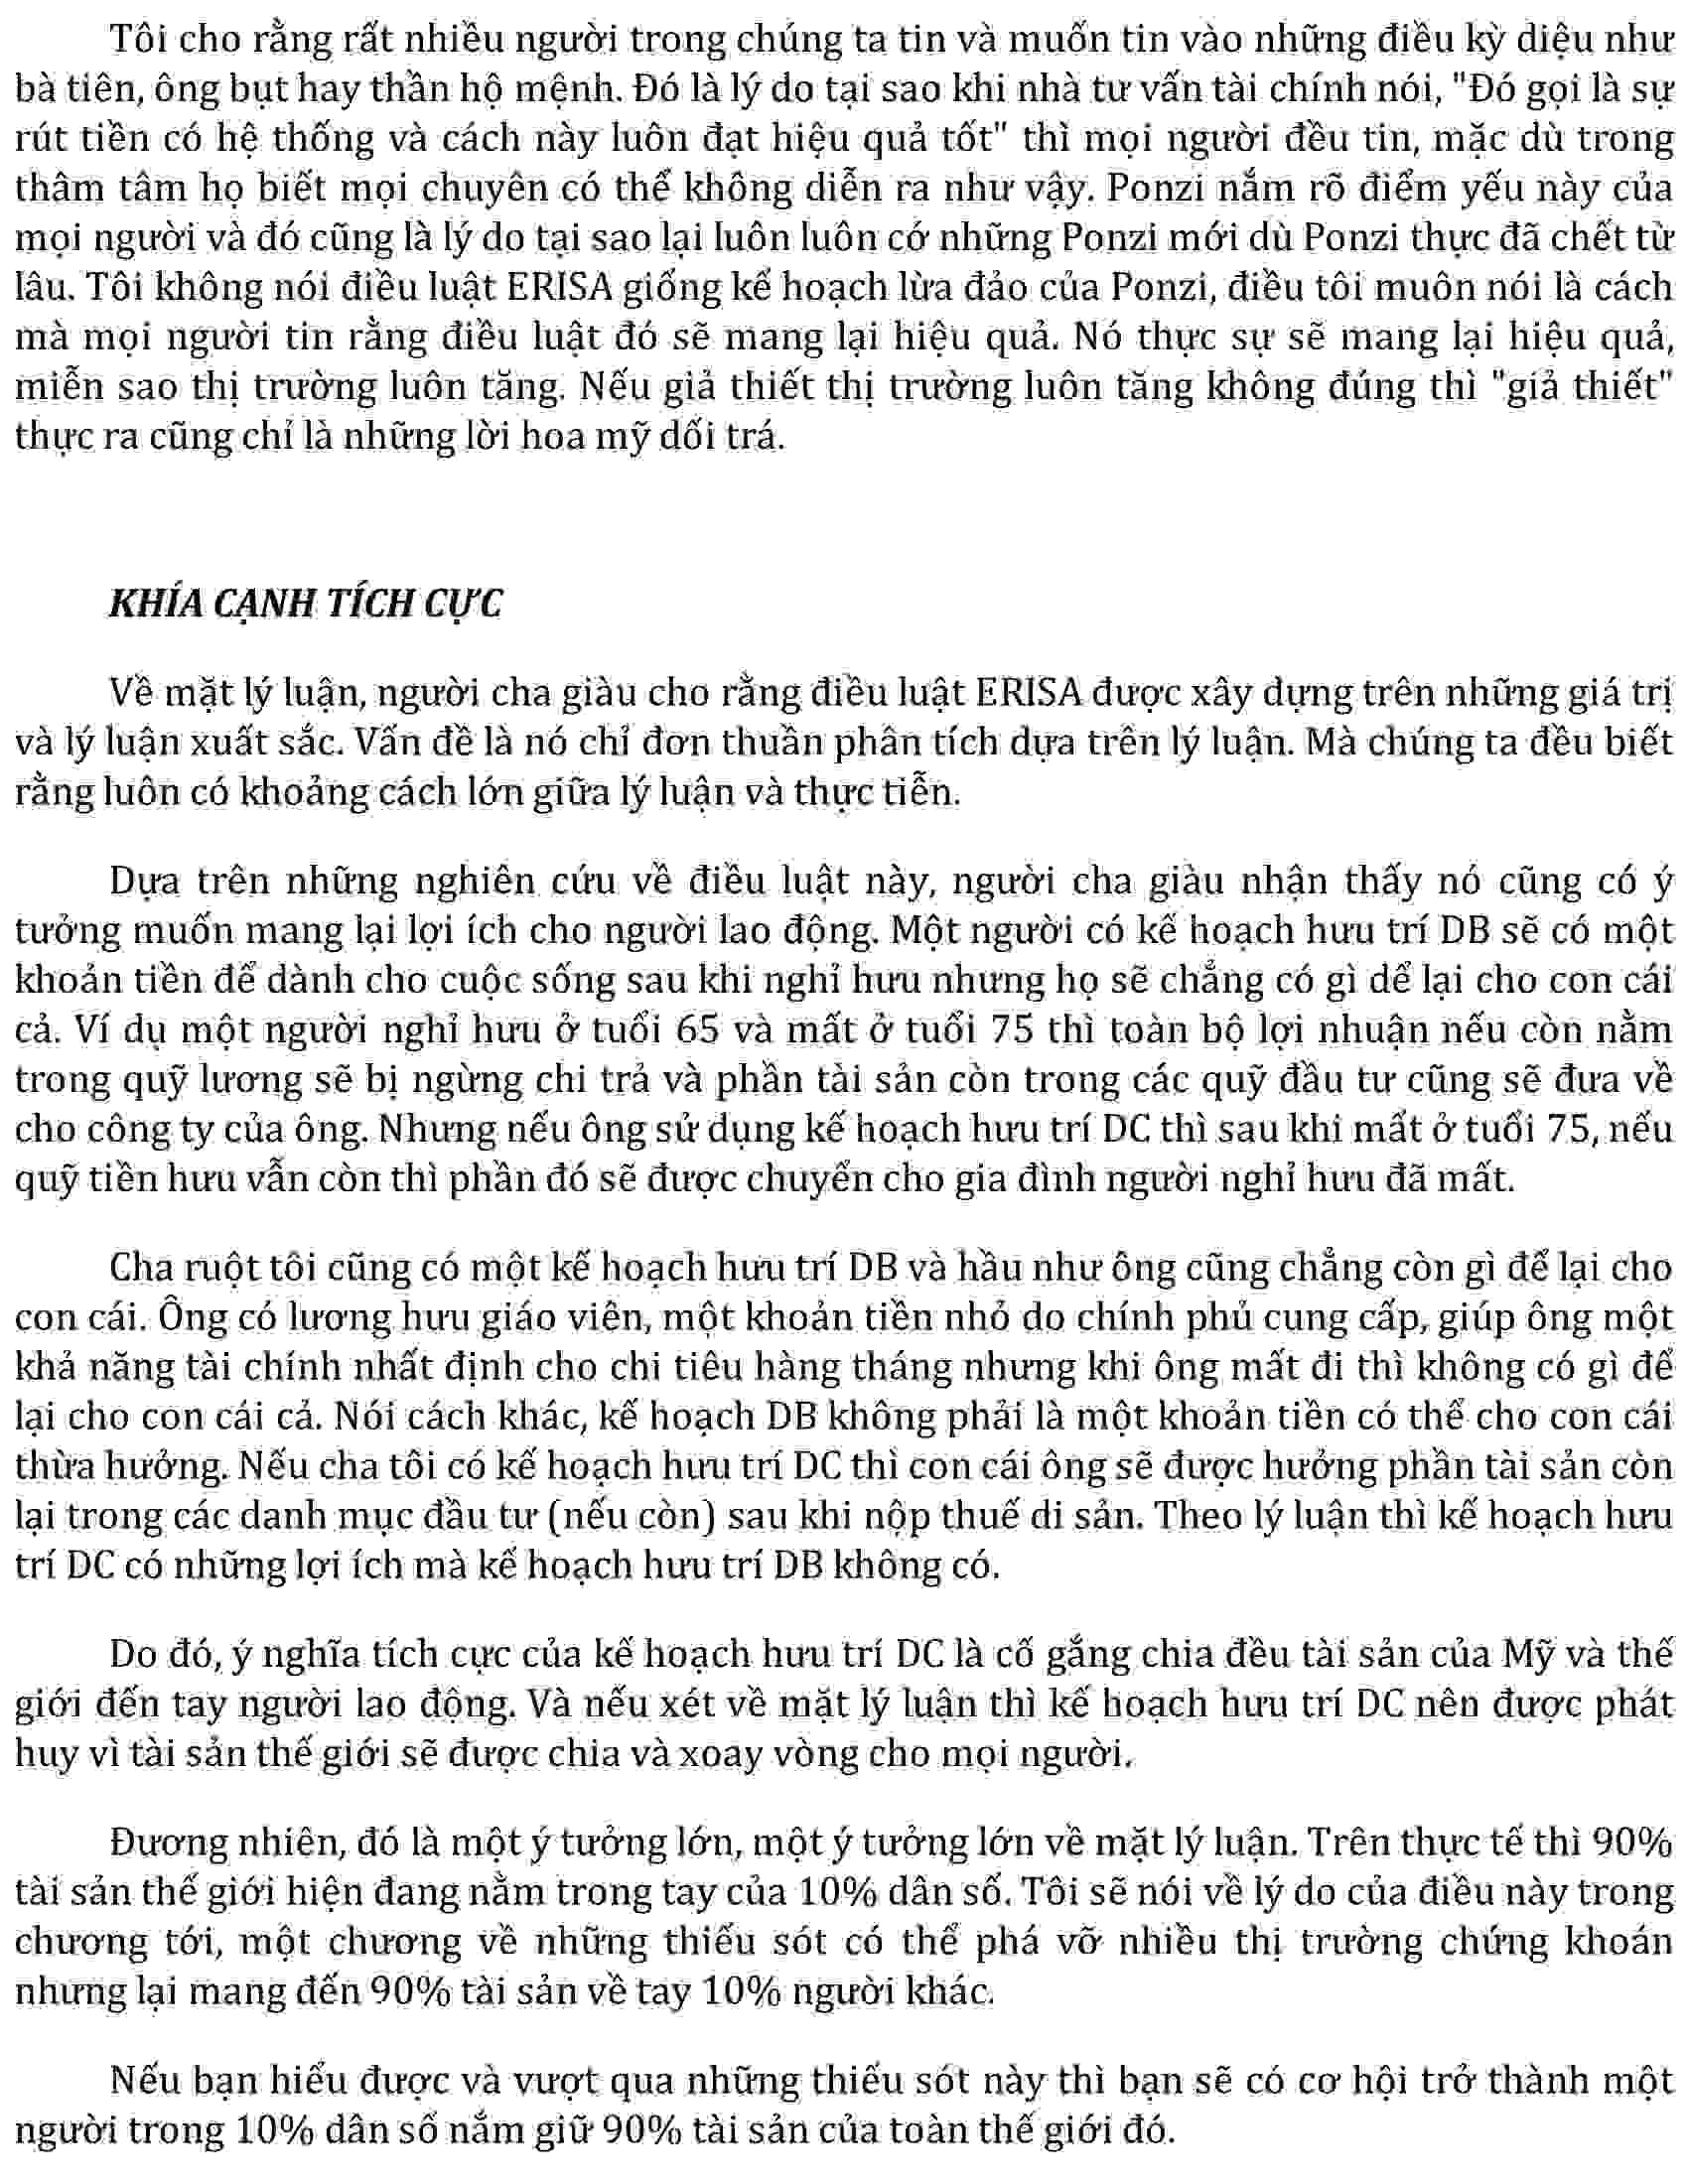 Tôi cho rằng rất nhiều người trong chúng ta tin và muốn tin vào những điều kỳ diệu như
bà tiên, ông bụt hay thần hộ mệnh. Đó là lý do tại sao khi nhà tư vấn tài chính nói, "Đó gọi là sự
rút tiền có hệ thống và cách này luôn đạt hiệu quả tốt" thì mọi người đều tin, mặc dù trong
thâm tâm họ biết mọi chuyên có thể không diễn ra như vậy. Ponzi nắm rõ điểm yếu này của
mọi người và đó cũng là lý do tại sao lại luôn luôn cớ những Ponzi mới dù Ponzi thực đã chết từ
lâu. Tôi không nói điều luật ERISA giống kế hoạch lừa đảo của Ponzi, điều tôi muôn nói là cách
mà mọi người tin rằng điều luật đó sẽ mang lại hiệu quả. Nó thực sự sẽ mang lại hiệu quả,
miễn sao thị trường luôn tăng. Nếu giả thiết thị trường luôn tăng không đúng thì "giả thiết"
thực ra cũng chỉ là những lời hoa mỹ dối trá.
KHÍA CẠNH TÍCH CỰC
Về mặt lý luận, người cha giàu cho rằng điều luật ERISA được xây dựng trên những giá trị
và lý luận xuất sắc. Vấn đề là nó chỉ đơn thuần phân tích dựa trên lý luận. Mà chúng ta đều biết
rằng luôn có khoảng cách lớn giữa lý luận và thực tiễn.
Dựa trên những nghiên cứu về điều luật này, người cha giàu nhận thấy nó cũng có ý
tưởng muốn mang lại lợi ích cho người lao động. Một người có kế hoạch hưu trí DB sẽ có một
khoản tiền để dành cho cuộc sống sau khi nghỉ hưu nhưng họ sẽ chẳng có gì dể lại cho con cái
cả. Ví dụ một người nghỉ hưu ở tuổi 65 và mất ở tuổi 75 thì toàn bộ lợi nhuận nếu còn nằm
trong quỹ lương sẽ bị ngừng chi trả và phần tài sản còn trong các quỹ đầu tư cũng sẽ đưa về
cho công ty của ông. Nhưng nếu ông sử dụng kế hoạch hưu trí DC thì sau khi mất ở tuổi 75, nếu
quỹ tiền hưu vẫn còn thì phần đó sẽ được chuyển cho gia đình người nghỉ hưu đã mất.
Cha ruột tôi cũng có một kế hoạch hưu trí DB và hầu như ông cũng chẳng còn gì để lại cho
con cái. Ông có lương hưu giáo viên, một khoản tiền nhỏ do chính phủ cung cấp, giúp ông một
khả năng tài chính nhất định cho chi tiêu hàng tháng nhưng khi ông mất đi thì không có gì để
lại cho con cái cả. Nói cách khác, kế hoạch DB không phải là một khoản tiền có thể cho con cái
thừa hưởng. Nếu cha tôi có kế hoạch hưu trí DC thì con cái ông sẽ được hưởng phần tài sản còn
lại trong các danh mục đầu tư (nếu còn) sau khi nộp thuế di sản. Theo lý luận thì kế hoạch hưu
trí DC có những lợi ích mà kế hoạch hưu trí DB không có.
Do đó, ý nghĩa tích cực của kế hoạch hưu trí DC là cố gắng chia đều tài sản của Mỹ và thế
giới đến tay người lao động. Và nếu xét về mặt lý luận thì kế hoạch hưu trí DC nên được phát
huy vì tài sản thế giới sẽ được chia và xoay vòng cho mọi người.
Đương nhiên, đó là một ý tưởng lớn, một ý tưởng lớn về mặt lý luận. Trên thực tế thì 90%
tài sản thế giới hiện đang nằm trong tay của 10% dân số. Tôi sẽ nói về lý do của điều này trong
chương tới, một chương về những thiếu sót có thể phá vỡ nhiều thị trường chứng khoán
nhưng lại mang đến 90% tài sản về tay 10% người khác.
Nếu bạn hiểu được và vượt qua những thiếu sót này thì bạn sẽ có cơ hội trở thành một
người trong 10% dân số nắm giữ 90% tài sản của toàn thế giới đó.